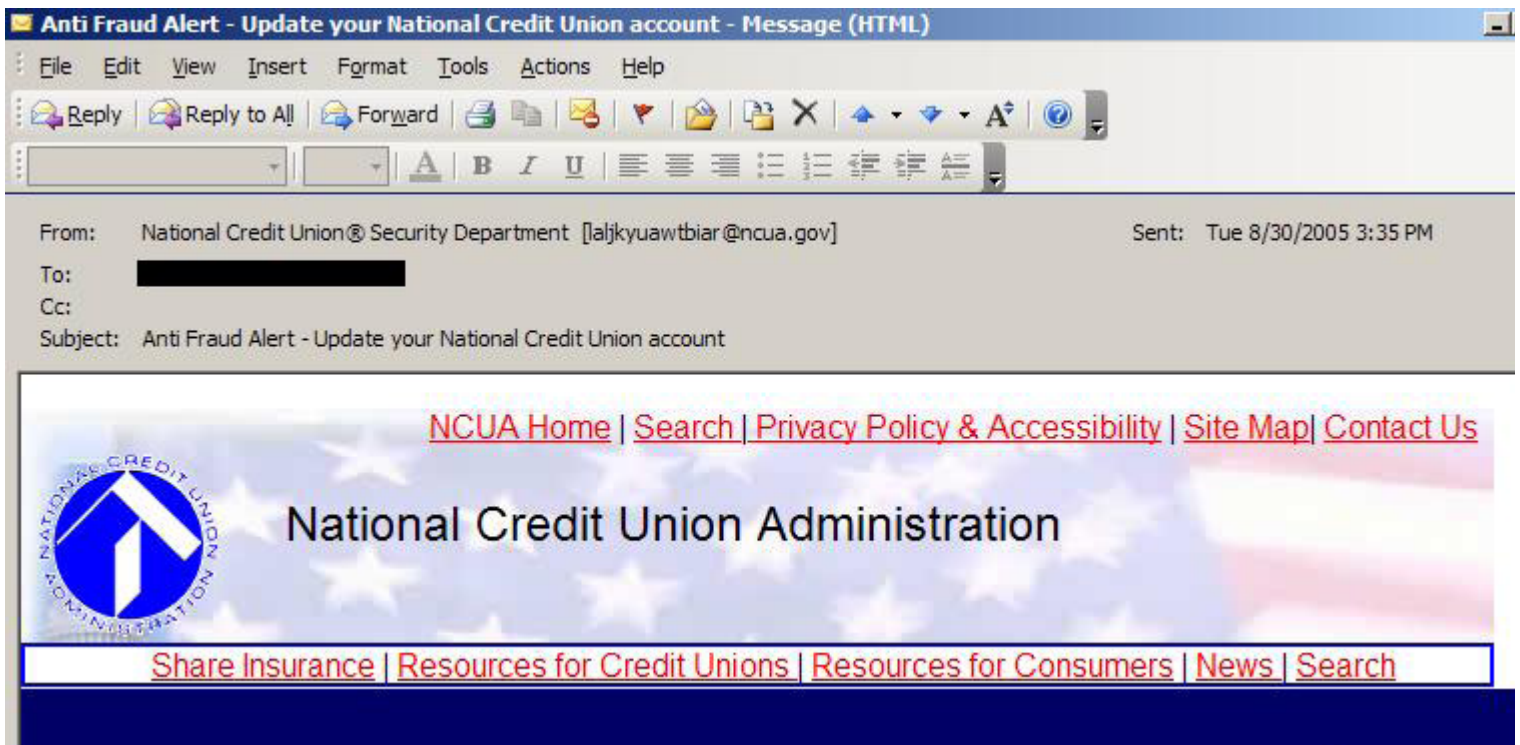 Anti Fraud Alert - Update your National Credit Union account - Message (HTML)
File Edit View Insert Format Tools Actions Help
Reply Reply to All Forward
A B I U
From: National Credit Union® Security Department [laljkyuawtbiar@ncua.gov] Sent: Tue 8/30/2005 3:35 PM
To:
Cc:
Subject: Anti Fraud Alert - Update your National Credit Union account
NCUA Home | Search | Privacy Policy & Accessibility | Site Map| Contact Us
NATIONAL CREDIT UNION ADMINISTRATION
National Credit Union Administration
Share Insurance | Resources for Credit Unions | Resources for Consumers | News | Search